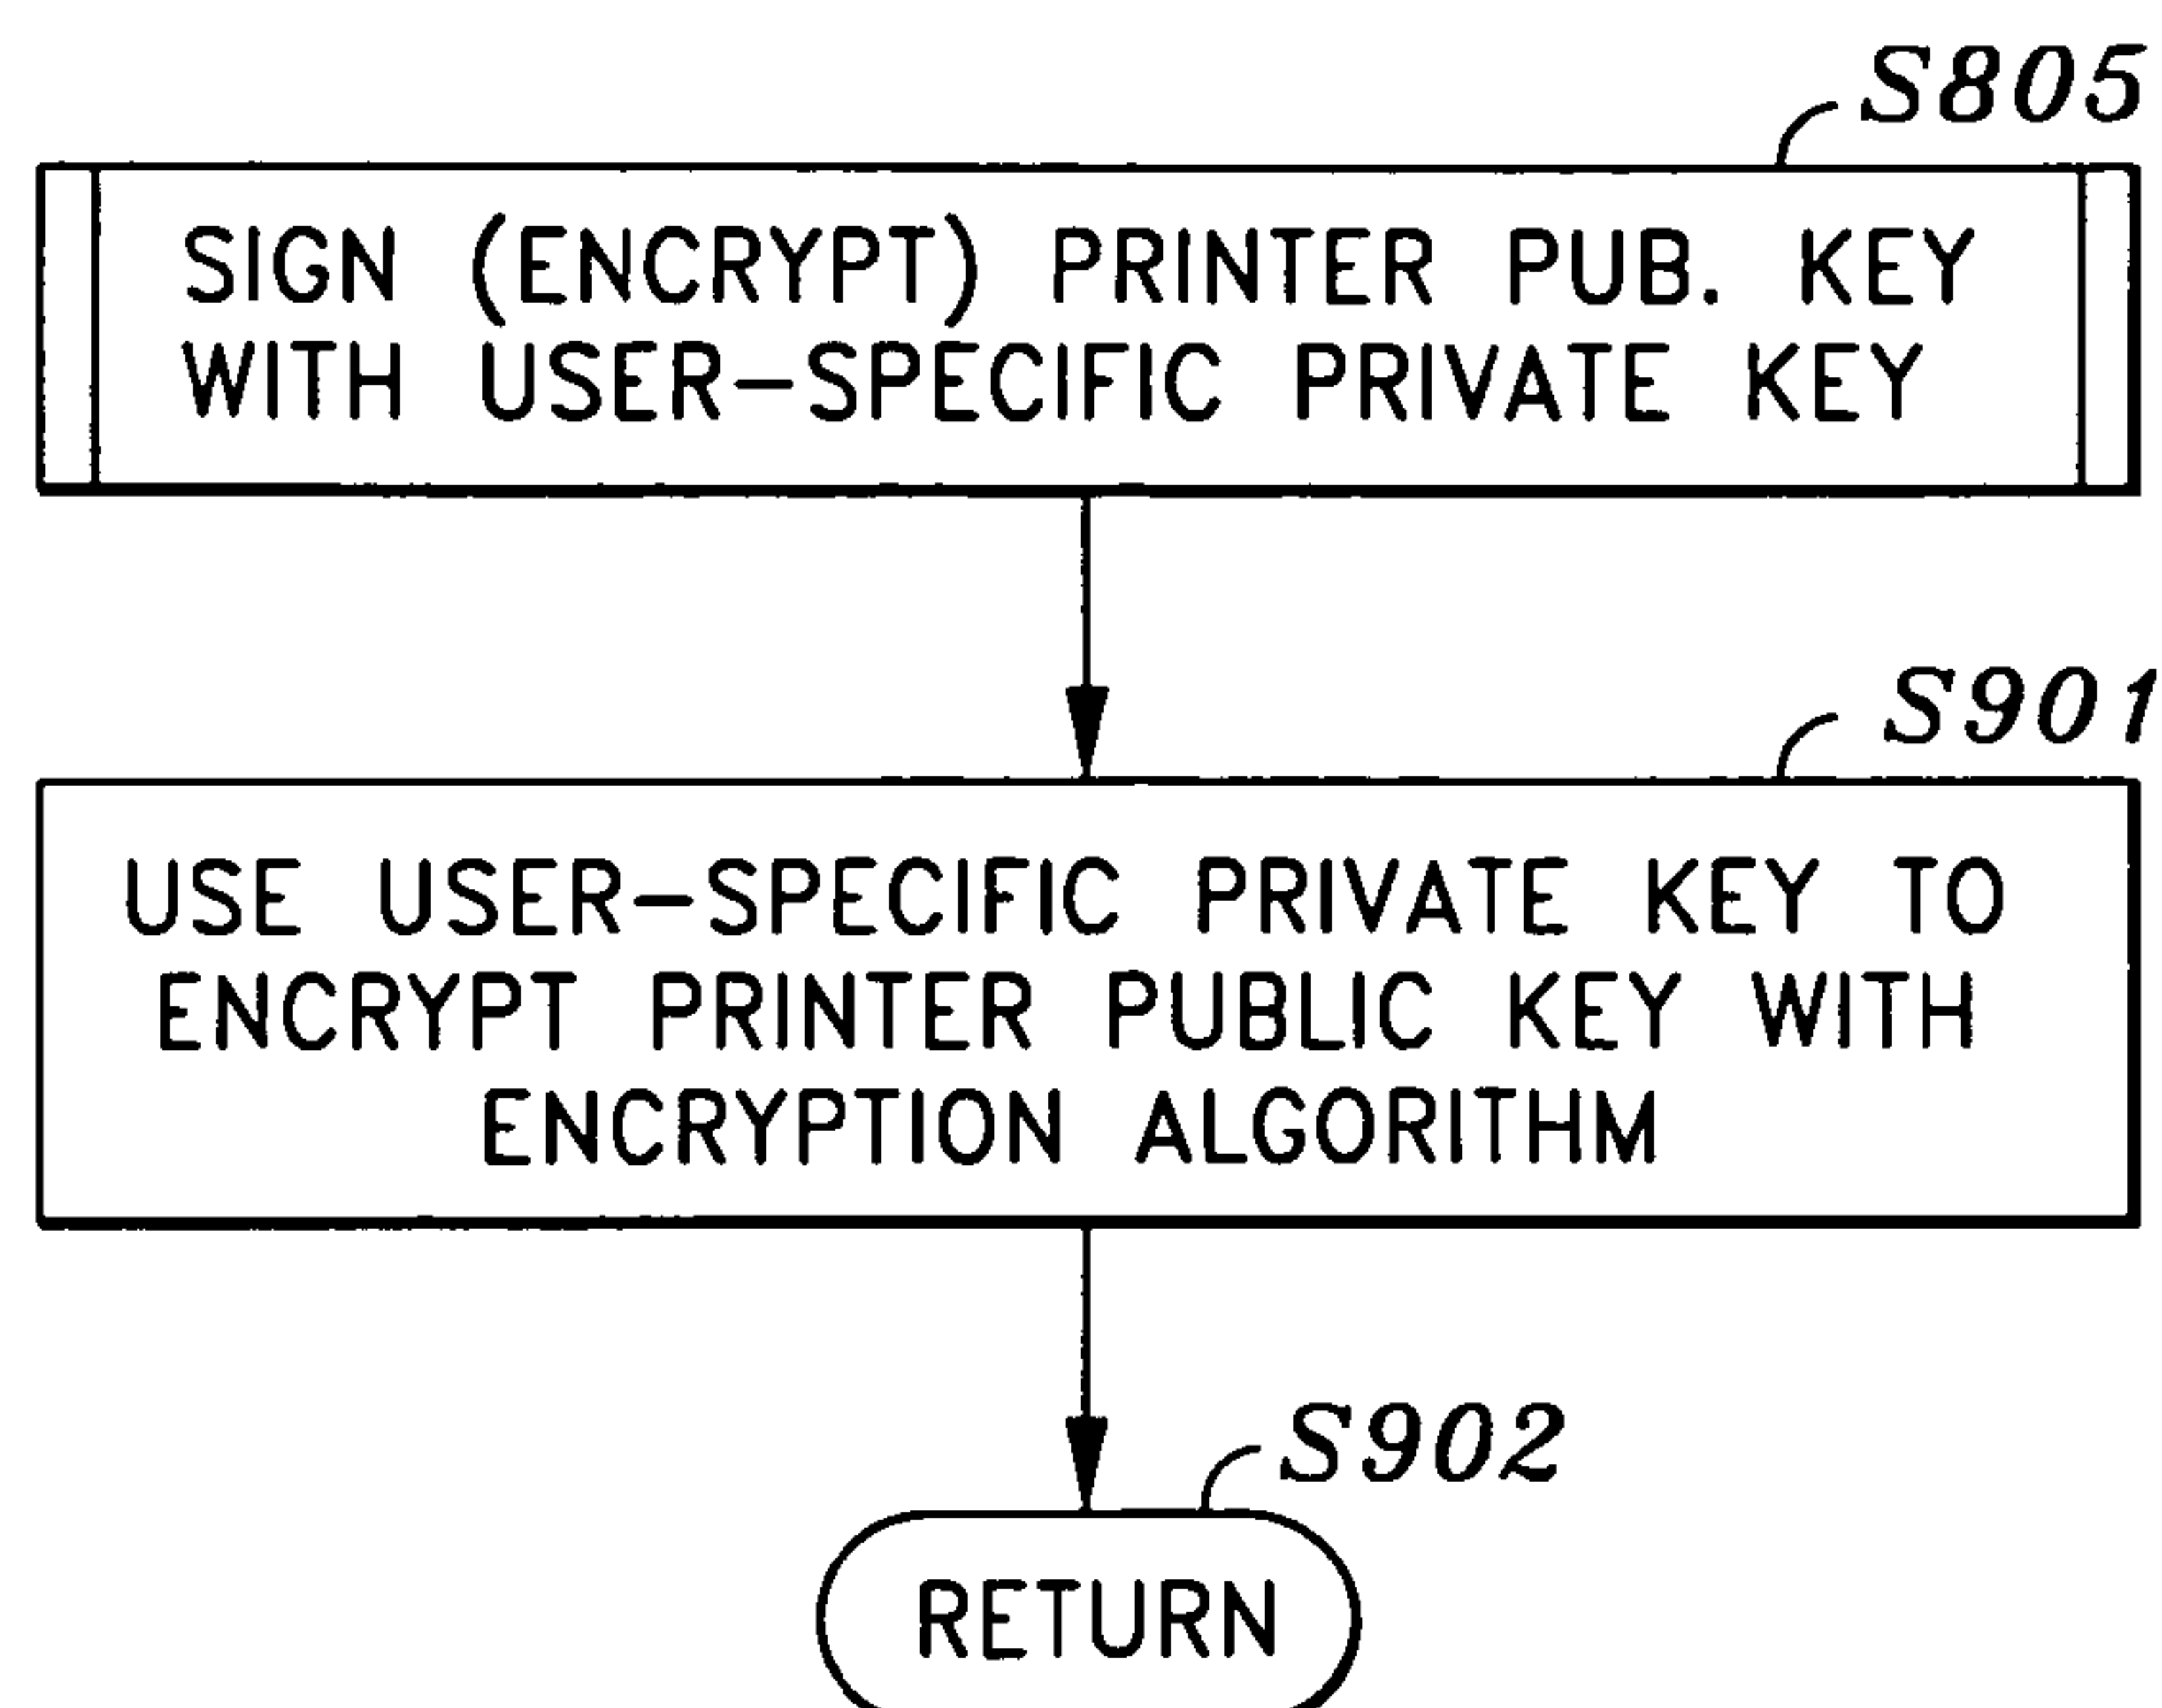 S805
SIGN (ENCRYPT) PRINTER PUB. KEY
WITH USER-SPECIFIC PRIVATE KEY
S901
USE USER-SPECIFIC PRIVATE KEY TO
ENCRYPT PRINTER PUBLIC KEY WITH
ENCRYPTION ALGORITHM
S902
RETURN